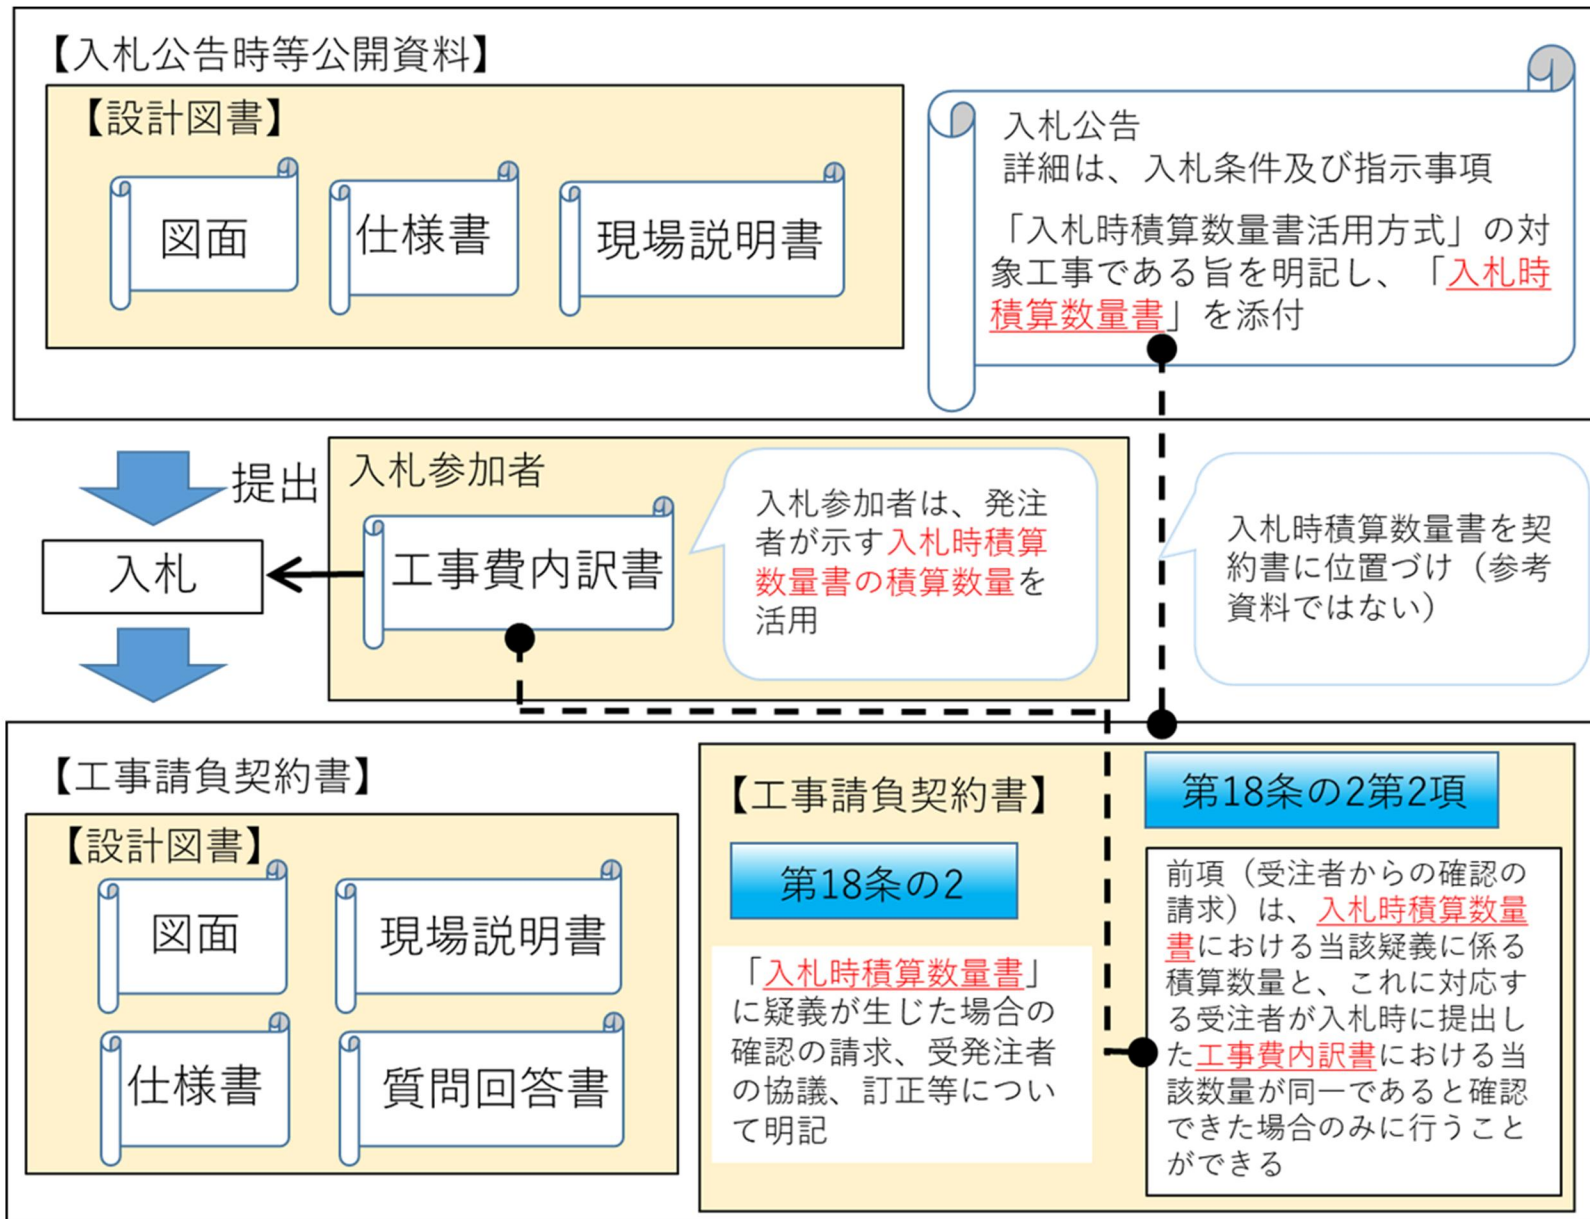 【入札公告時等公開資料】
【設計図書】
図面
仕様書
現場説明書
入札公告
詳細は、入札条件及び指示事項
「入札時積算数量書活用方式」の対
象工事である旨を明記し、「入札時
積算数量書」を添付
提出
入札
入札参加者
工事費内訳書
入札参加者は、発注
者が示す入札時積算
数量書の積算数量を
活用
入札時積算数量書を契
約書に位置づけ（参考
資料ではない）
【工事請負契約書】
【設計図書】
図面
現場説明書
仕様書
質問回答書
【工事請負契約書】
第18条の2
「入札時積算数量書」
に疑義が生じた場合の
確認の請求、受発注者
の協議、訂正等につい
て明記
第18条の2第2項
前項（受注者からの確認の
請求）は、入札時積算数量
書における当該疑義に係る
積算数量と、これに対応す
る受注者が入札時に提出し
た工事費内訳書における当
該数量が同一であると確認
できた場合のみに行うこと
ができる